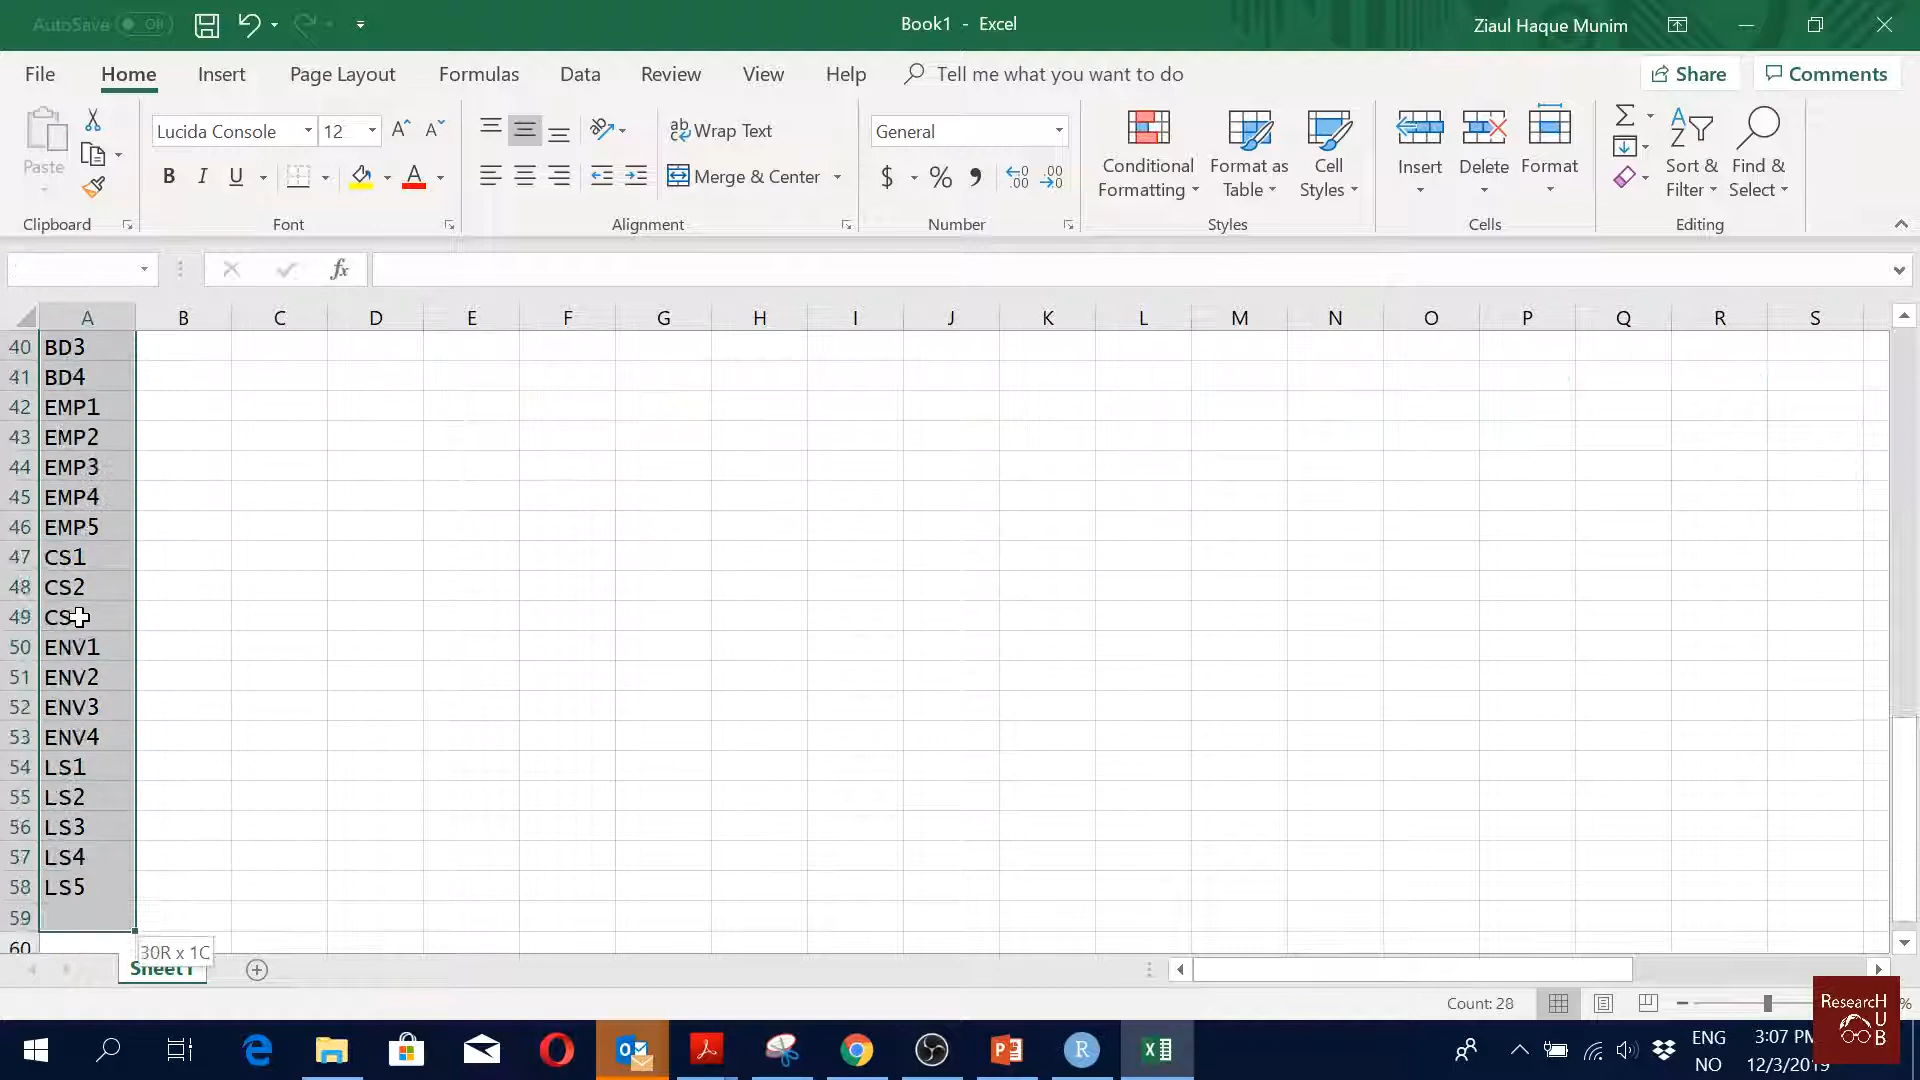 AutoSave Off
Book1 - Excel
Ziaul Haque Munim
File Home Insert Page Layout Formulas Data Review View Help Tell me what you want to do
Share Comments
Paste
Clipboard
Lucida Console 12
B I U
Font
Wrap Text
Merge & Center
Alignment
General
$ % ,
Number
Conditional Formatting
Format as Table
Cell Styles
Styles
Insert Delete Format
Cells
Sort & Filter
Find & Select
Editing
fx
A B C D E F G H I J K L M N O P Q R S
40 BD3
41 BD4
42 EMP1
43 EMP2
44 EMP3
45 EMP4
46 EMP5
47 CS1
48 CS2
49 CS
50 ENV1
51 ENV2
52 ENV3
53 ENV4
54 LS1
55 LS2
56 LS3
57 LS4
58 LS5
59
60
30R x 1C
Sheet1
Count: 28
%
ResearcH
U
B
ENG
NO
3:07 PM
12/3/2019